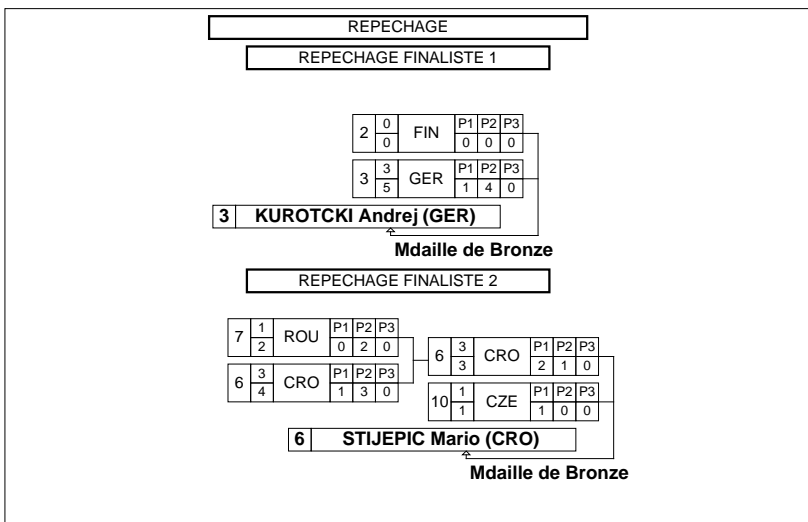 REPECHAGE
REPECHAGE FINALISTE 1
2 0 FIN P1 P2 P3
0 0 0 0
3 3 GER P1 P2 P3
5 1 4 0
3 KUROTCKI Andrej (GER)
Mdaille de Bronze
REPECHAGE FINALISTE 2
7 1 ROU P1 P2 P3
2 0 2 0
6 3 CRO P1 P2 P3
3 2 1 0
6 3 CRO P1 P2 P3
4 1 3 0
10 1 CZE P1 P2 P3
1 1 0 0
6 STIJEPIC Mario (CRO)
Mdaille de Bronze